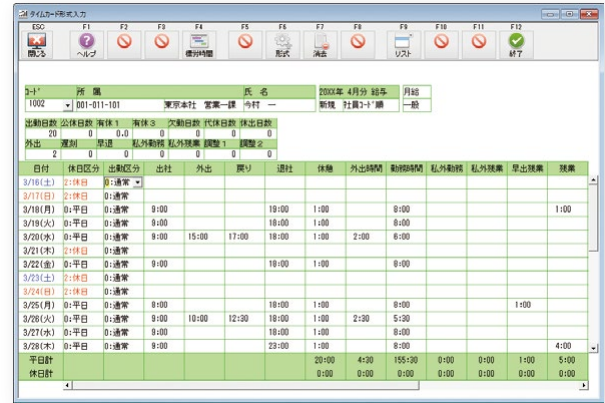 タイムカード形式入力
ESC F1 F2 F3 F4 F5 F6 F7 F8 F9 F10 F11 F12
閉じる ヘルプ 標労時間 形式 消去 リスト 終了
コード 所 属 氏 名 20XX年 4月分 給与 月給
1002 001-011-101 東京本社 営業一課 今村 一 新規 社員コード順 一般
出勤日数 公休日数 有休1 有休3 欠勤日数 代休日数 休出日数
20 0 0.0 0 0 0 0
外出 遅刻 早退 私外勤務 私外残業 調整1 調整2
2 0 0 0 0 0 0
日付 休日区分 出勤区分 出社 外出 戻り 退社 休憩 外出時間 勤務時間 私外勤務 私外残業 早出残業 残業
3/16(土) 2:休日 0:通常
3/17(日) 2:休日 0:通常
3/18(月) 0:平日 0:通常 9:00 19:00 1:00 8:00 1:00
3/19(火) 0:平日 0:通常 9:00 18:00 1:00 8:00
3/20(水) 0:平日 0:通常 9:00 15:00 17:00 18:00 1:00 2:00 6:00
3/21(木) 2:休日 0:通常
3/22(金) 0:平日 0:通常 9:00 18:00 1:00 8:00
3/23(土) 2:休日 0:通常
3/24(日) 2:休日 0:通常
3/25(月) 0:平日 0:通常 8:00 18:00 1:00 8:00 1:00
3/26(火) 0:平日 0:通常 9:00 10:00 12:30 18:00 1:00 2:30 5:30
3/27(水) 0:平日 0:通常 9:00 18:00 1:00 8:00
3/28(木) 0:平日 0:通常 9:00 23:00 1:00 8:00 4:00
平日計 20:00 4:30 155:30 0:00 0:00 1:00 5:00
休日計 0:00 0:00 0:00 0:00 0:00 0:00 0:00